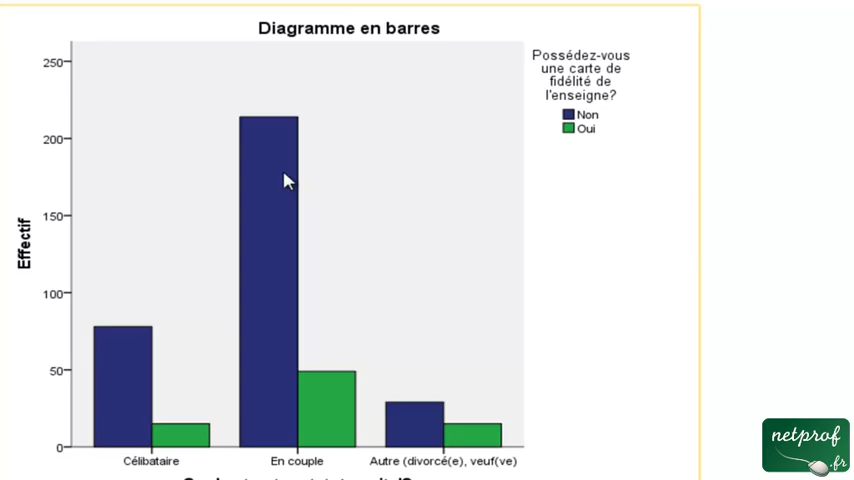 Diagramme en barres
Possédez-vous
une carte de
fidélité de
l'enseigne?
Non
Oui
250
200
150
100
50
0
Effectif
Célibataire
En couple
Autre (divorcé(e), veuf(ve)
netprof
.fr